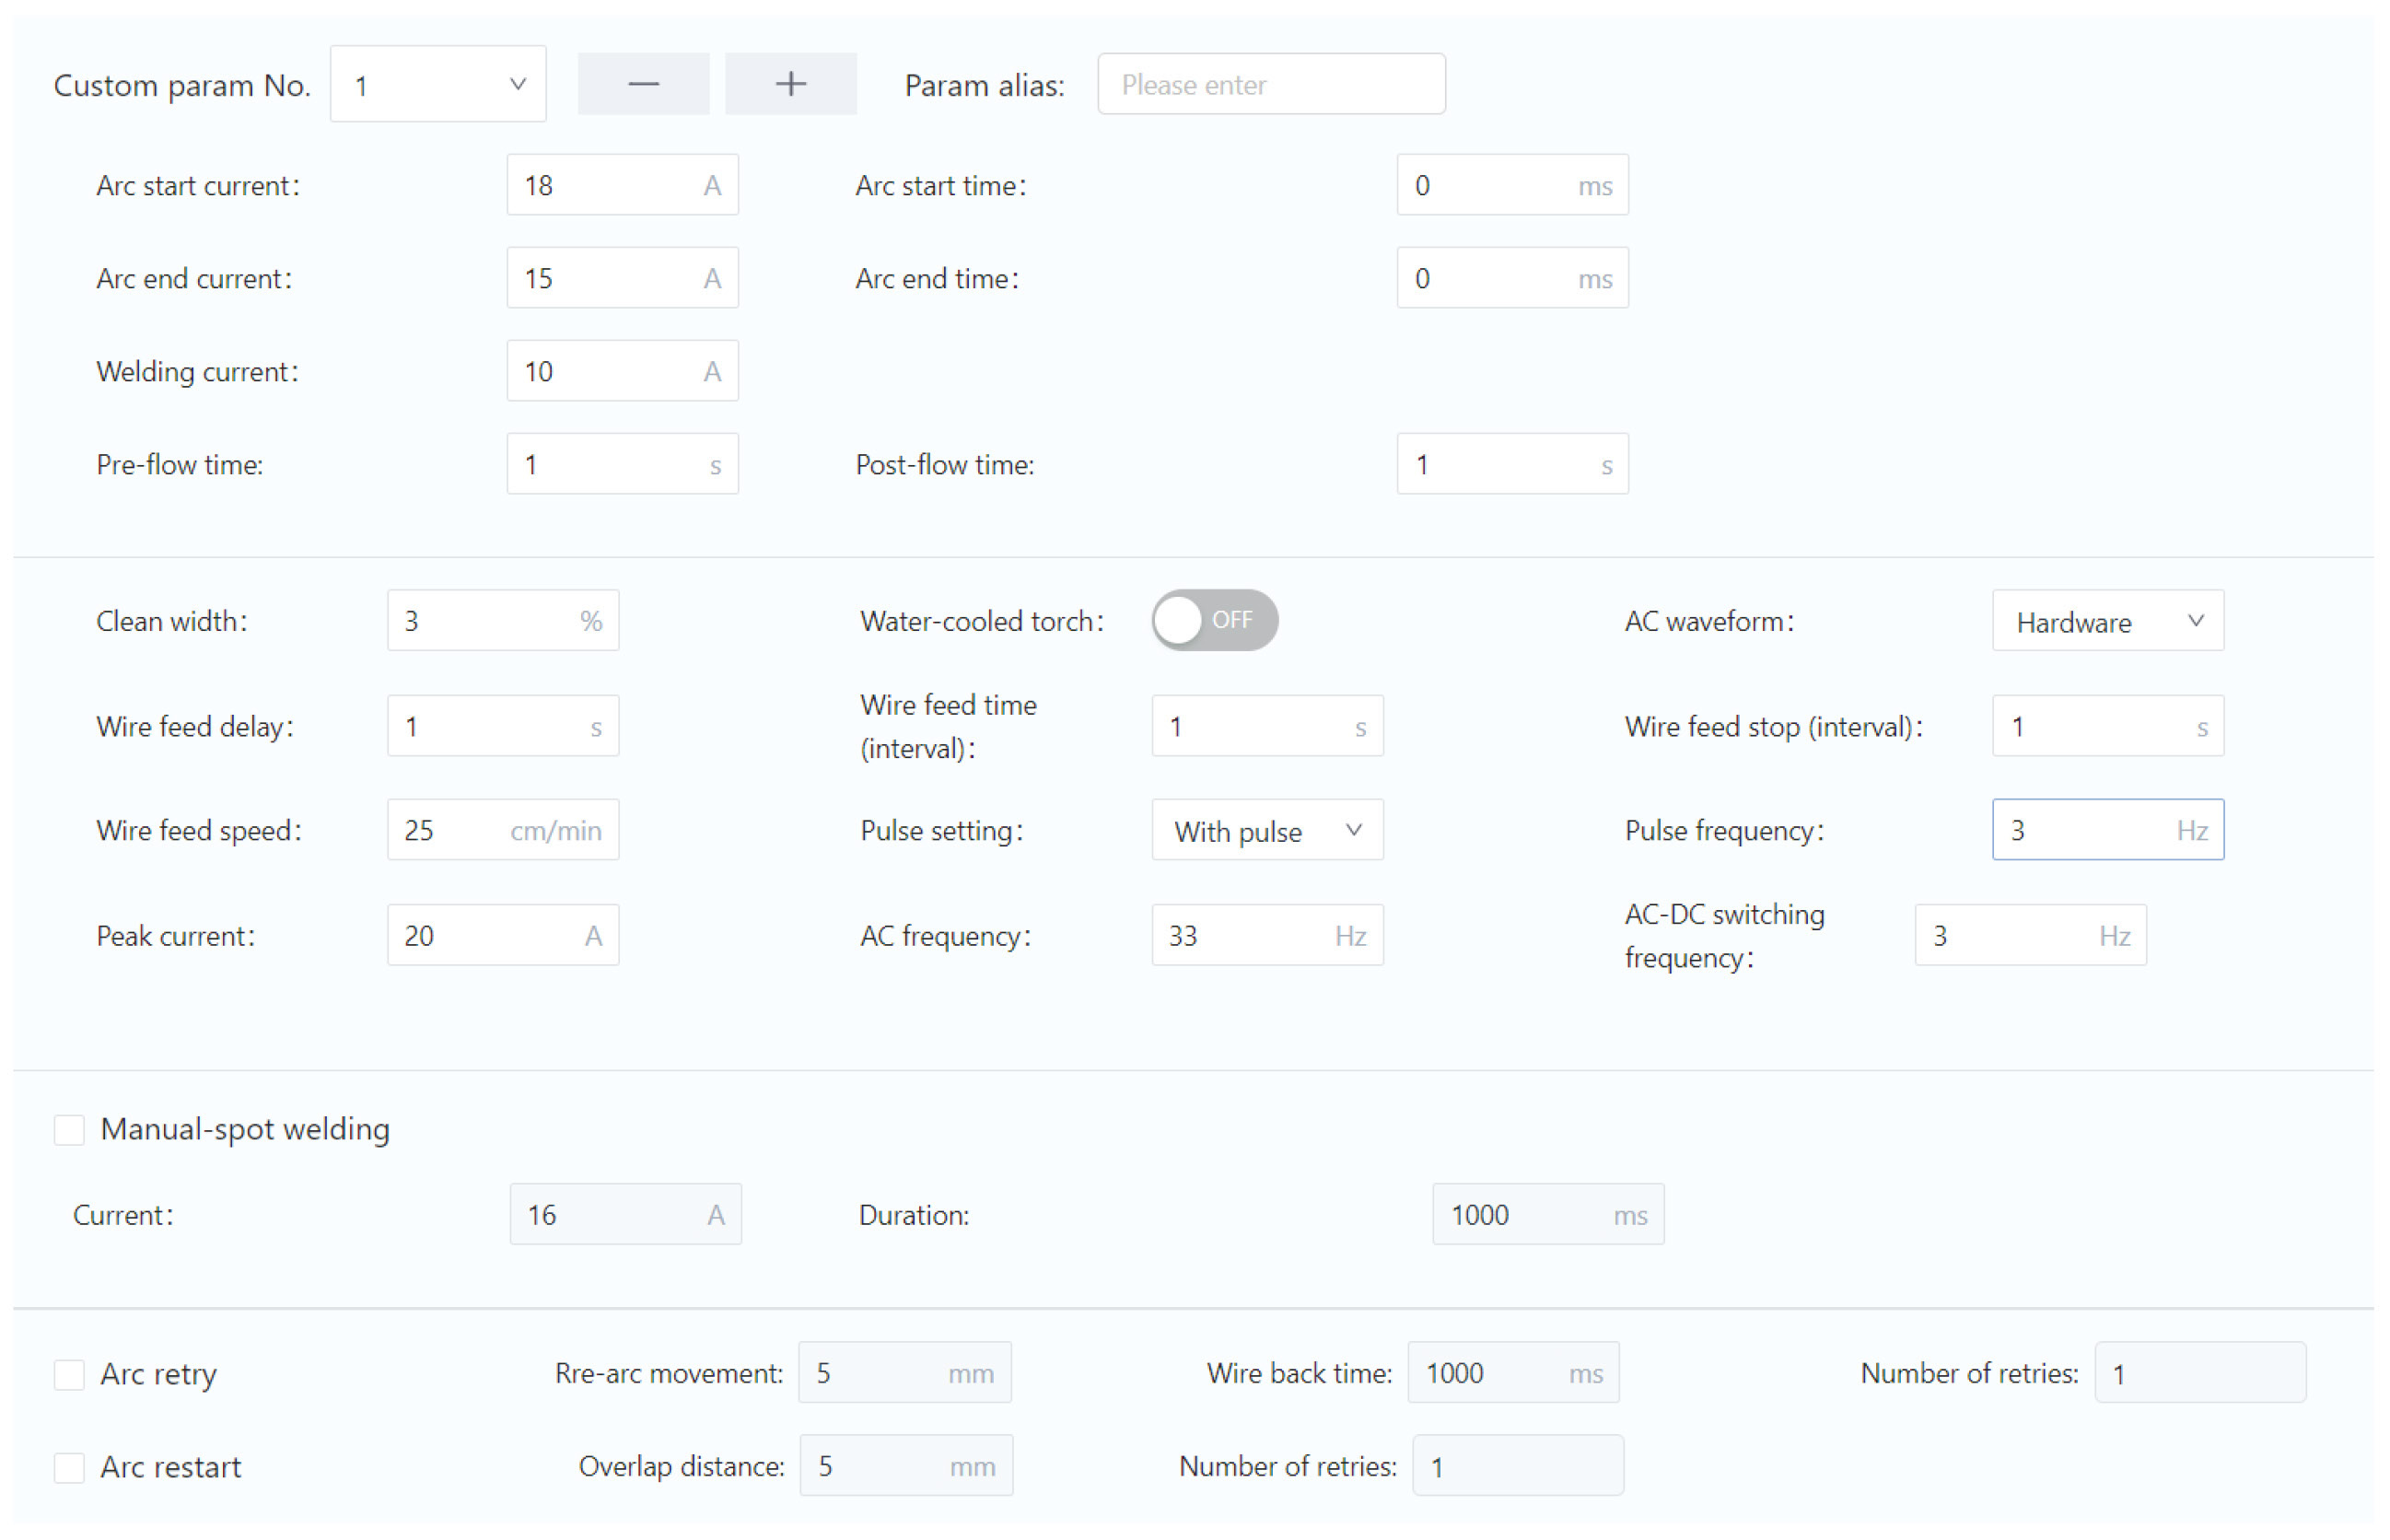 Custom param No. 1 — + Param alias: Please enter
Arc start current: 18 A Arc start time: 0 ms
Arc end current: 15 A Arc end time: 0 ms
Welding current: 10 A
Pre-flow time: 1 s Post-flow time: 1 s
Clean width: 3 % Water-cooled torch: OFF AC waveform: Hardware
Wire feed delay: 1 s Wire feed time (interval): 1 s Wire feed stop (interval): 1 s
Wire feed speed: 25 cm/min Pulse setting: With pulse Pulse frequency: 3 Hz
Peak current: 20 A AC frequency: 33 Hz AC-DC switching frequency: 3 Hz
Manual-spot welding
Current: 16 A Duration: 1000 ms
Arc retry Rre-arc movement: 5 mm Wire back time: 1000 ms Number of retries: 1
Arc restart Overlap distance: 5 mm Number of retries: 1